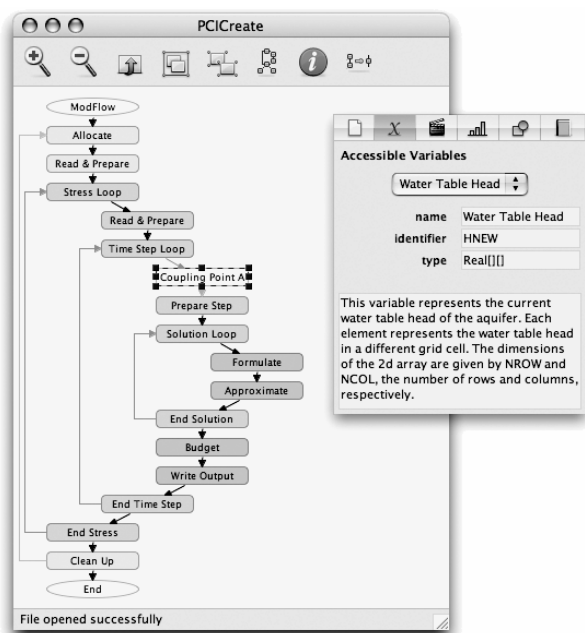 PCICreate
ModFlow
Allocate
Read & Prepare
Stress Loop
Read & Prepare
Time Step Loop
Coupling Point A
Prepare Step
Solution Loop
Formulate
Approximate
End Solution
Budget
Write Output
End Time Step
End Stress
Clean Up
End
File opened successfully
X
Accessible Variables
Water Table Head
name Water Table Head
identifier HNEW
type Real[][]
This variable represents the current
water table head of the aquifer. Each
element represents the water table head
in a different grid cell. The dimensions
of the 2d array are given by NROW and
NCOL, the number of rows and columns,
respectively.